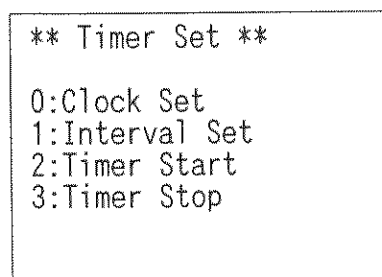 ** Timer Set **
0:Clock Set
1:Interval Set
2:Timer Start
3:Timer Stop